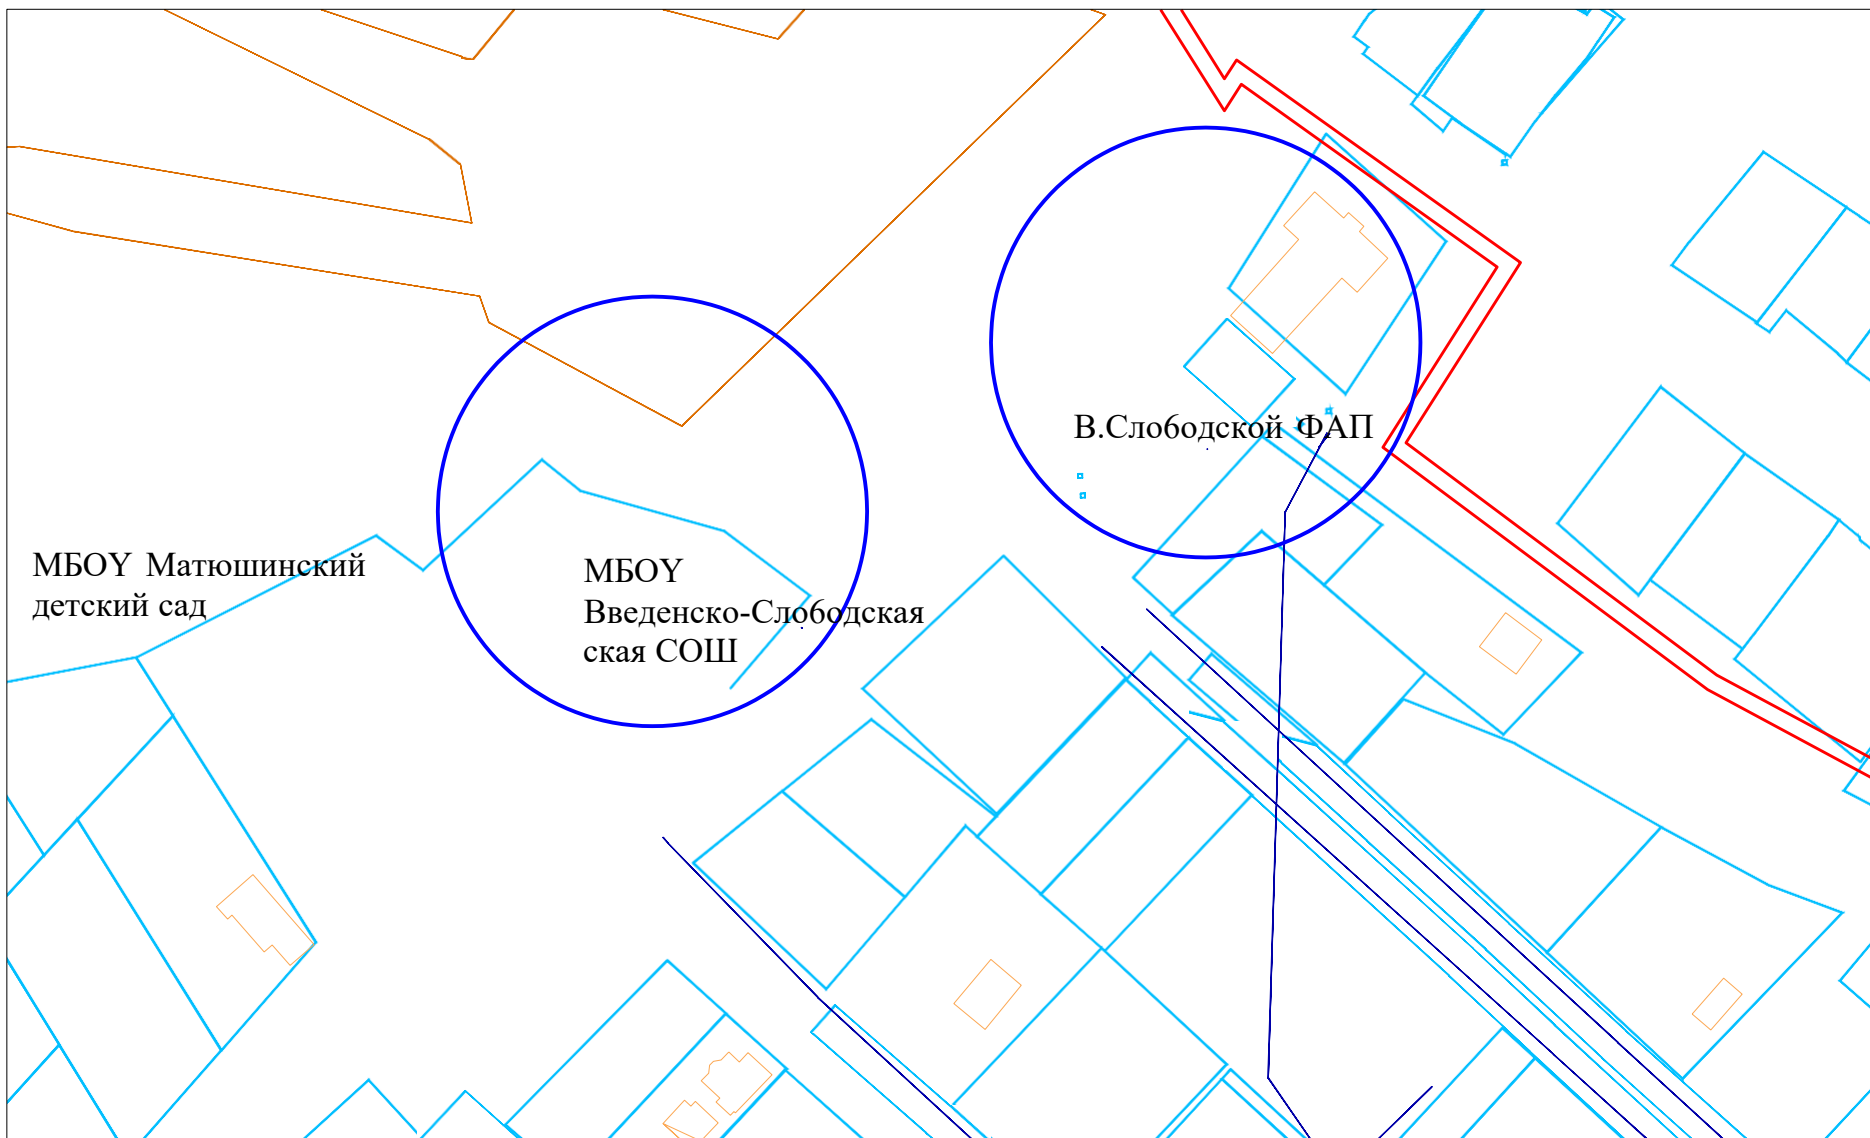 В.Слободской ФАП
МБОУ Матюшинский
детский сад
МБОУ
Введенско-Слободская
ская СОШ